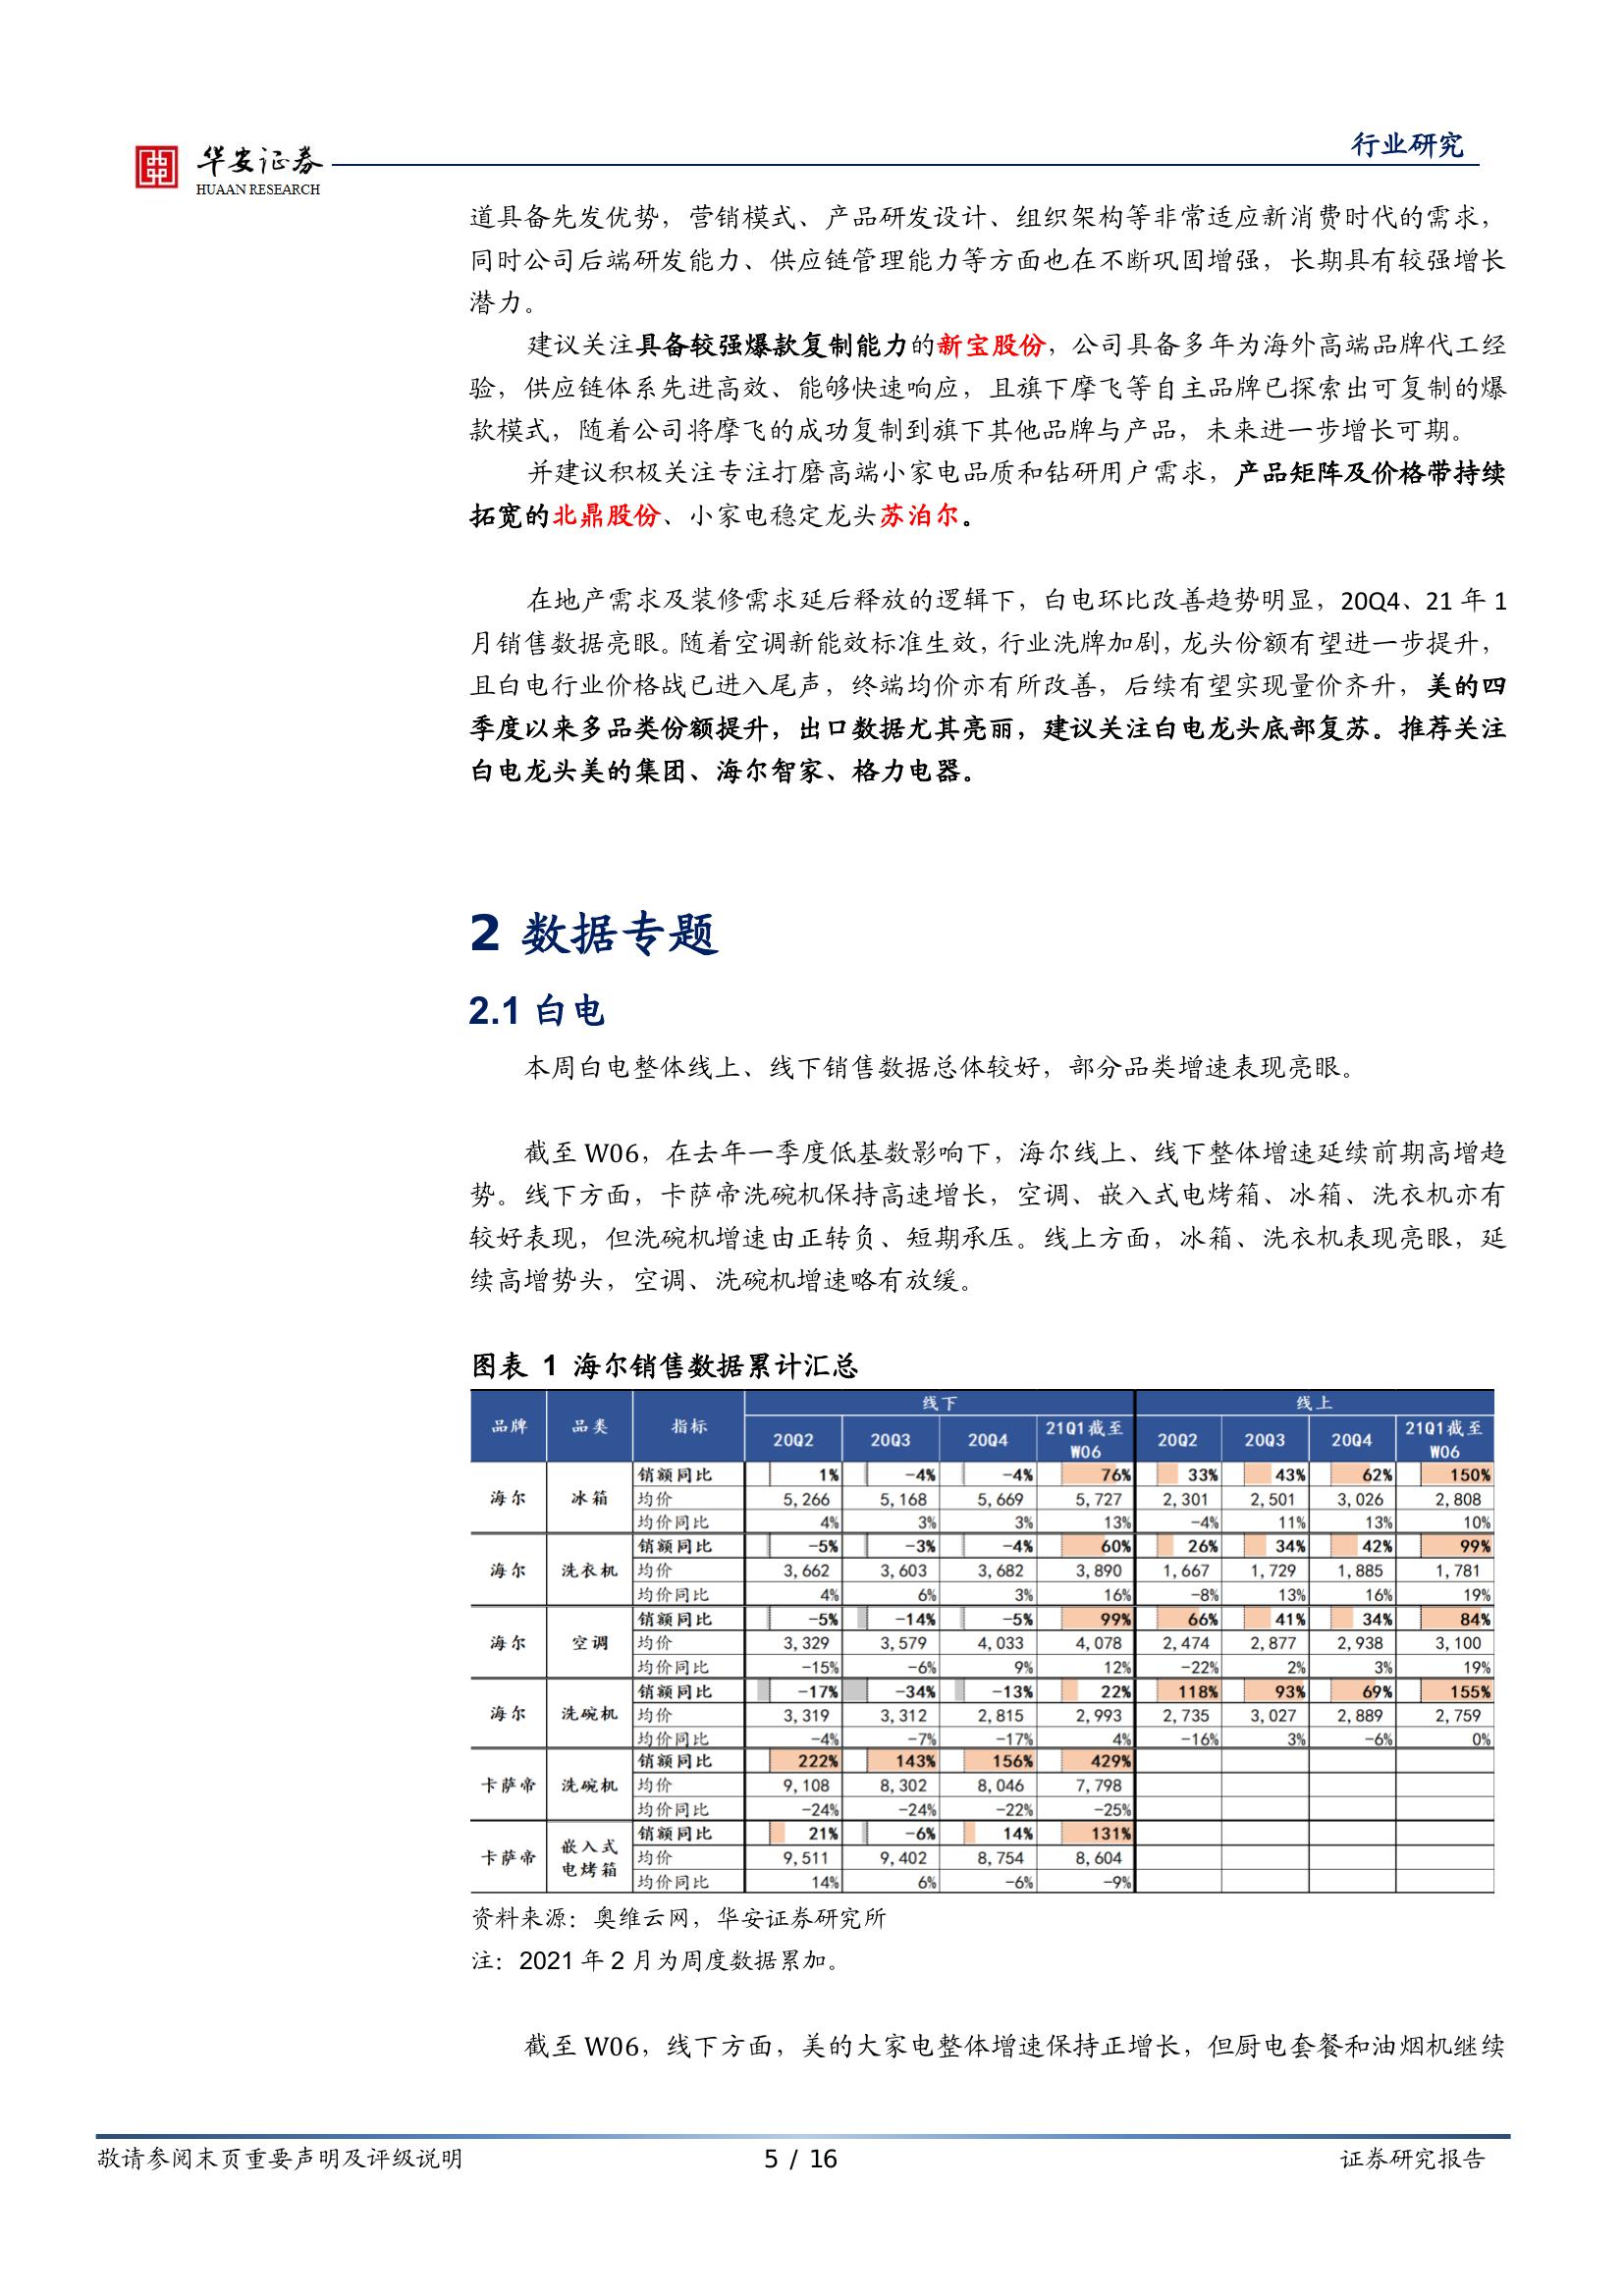 行业研究
华安证券
HUAAN RESEARCH
道具备先发优势，营销模式、产品研发设计、组织架构等非常适应新消费时代的需求，
同时公司后端研发能力、供应链管理能力等方面也在不断巩固增强，长期具有较强增长
潜力。
建议关注具备较强爆款复制能力的新宝股份，公司具备多年为海外高端品牌代工经
验，供应链体系先进高效、能够快速响应，且旗下摩飞等自主品牌已探索出可复制的爆
款模式，随着公司将摩飞的成功复制到旗下其他品牌与产品，未来进一步增长可期。
并建议积极关注专注打磨高端小家电品质和钻研用户需求，产品矩阵及价格带持续
拓宽的北鼎股份、小家电稳定龙头苏泊尔。
在地产需求及装修需求延后释放的逻辑下，白电环比改善趋势明显，20Q4、21 年 1
月销售数据亮眼。随着空调新能效标准生效，行业洗牌加剧，龙头份额有望进一步提升，
且白电行业价格战已进入尾声，终端均价亦有所改善，后续有望实现量价齐升，美的四
季度以来多品类份额提升，出口数据尤其亮丽，建议关注白电龙头底部复苏。推荐关注
白电龙头美的集团、海尔智家、格力电器。
2 数据专题
2.1 白电
本周白电整体线上、线下销售数据总体较好，部分品类增速表现亮眼。
截至 W06，在去年一季度低基数影响下，海尔线上、线下整体增速延续前期高增趋
势。线下方面，卡萨帝洗碗机保持高速增长，空调、嵌入式电烤箱、冰箱、洗衣机亦有
较好表现，但洗碗机增速由正转负、短期承压。线上方面，冰箱、洗衣机表现亮眼，延
续高增势头，空调、洗碗机增速略有放缓。
图表 1 海尔销售数据累计汇总
品牌 品类 指标 线下 线上
20Q2 20Q3 20Q4 21Q1截至W06 20Q2 20Q3 20Q4 21Q1截至W06
海尔 冰箱 销额同比 1% -4% -4% 76% 33% 43% 62% 150%
均价 5,266 5,168 5,669 5,727 2,301 2,501 3,026 2,808
均价同比 4% 3% 3% 13% -4% 11% 13% 10%
海尔 洗衣机 销额同比 -5% -3% -4% 60% 26% 34% 42% 99%
均价 3,662 3,603 3,682 3,890 1,667 1,729 1,885 1,781
均价同比 4% 6% 3% 16% -8% 13% 16% 19%
海尔 空调 销额同比 -5% -14% -5% 99% 66% 41% 34% 84%
均价 3,329 3,579 4,033 4,078 2,474 2,877 2,938 3,100
均价同比 -15% -6% 9% 12% -22% 2% 3% 19%
海尔 洗碗机 销额同比 -17% -34% -13% 22% 118% 93% 69% 155%
均价 3,319 3,312 2,815 2,993 2,735 3,027 2,889 2,759
均价同比 -4% -7% -17% 4% -16% 3% -6% 0%
卡萨帝 洗碗机 销额同比 222% 143% 156% 429%
均价 9,108 8,302 8,046 7,798
均价同比 -24% -24% -22% -25%
卡萨帝 嵌入式电烤箱 销额同比 21% -6% 14% 131%
均价 9,511 9,402 8,754 8,604
均价同比 14% 6% -6% -9%
资料来源：奥维云网，华安证券研究所
注：2021 年 2 月为周度数据累加。
截至 W06，线下方面，美的大家电整体增速保持正增长，但厨电套餐和油烟机继续
敬请参阅末页重要声明及评级说明 5 / 16 证券研究报告